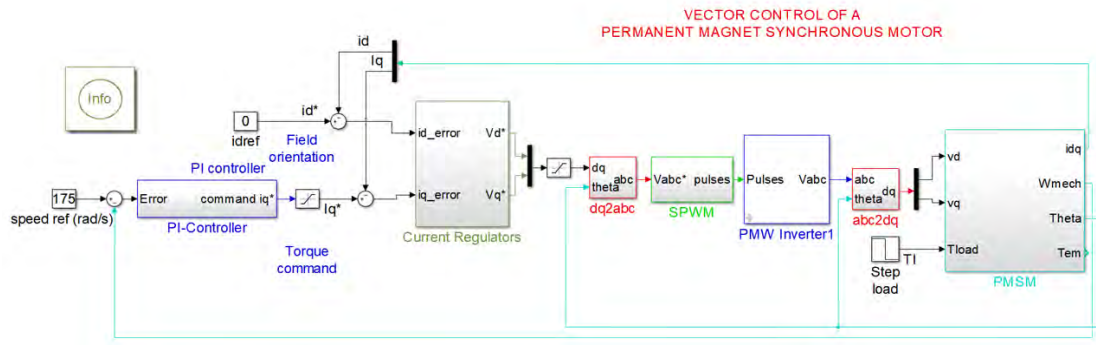 VECTOR CONTROL OF A
PERMANENT MAGNET SYNCHRONOUS MOTOR
id
Iq
Info
id*
0
idref
Field
orientation
id_error
Vd*
iq_error
Vq*
Current Regulators
PI controller
175
speed ref (rad/s)
Error
command iq*
PI-Controller
Iq*
Torque
command
dq
theta
abc
dq2abc
Vabc*
pulses
SPWM
Pulses
Vabc
PMW Inverter1
abc
theta
dq
abc2dq
vd
vq
Tload
idq
Wmech
Theta
Tem
PMSM
Tl
Step
load